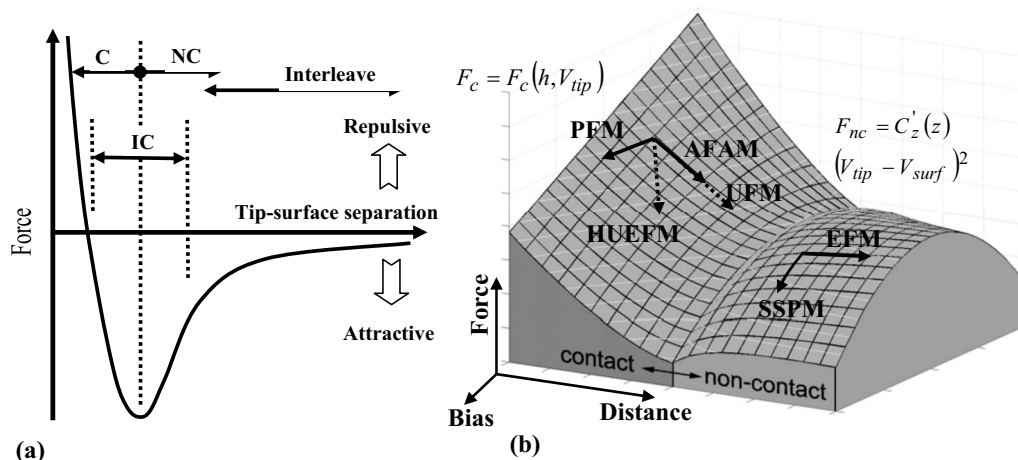 C
NC
Interleave
Repulsive
IC
Tip-surface separation
Force
Attractive
(a)
F_c = F_c(h, V_tip)
F_nc = C'_z(z)
(V_tip − V_surf)^2
PFM
AFAM
UFM
HUEFM
EFM
SSPM
Force
contact
non-contact
Bias
Distance
(b)